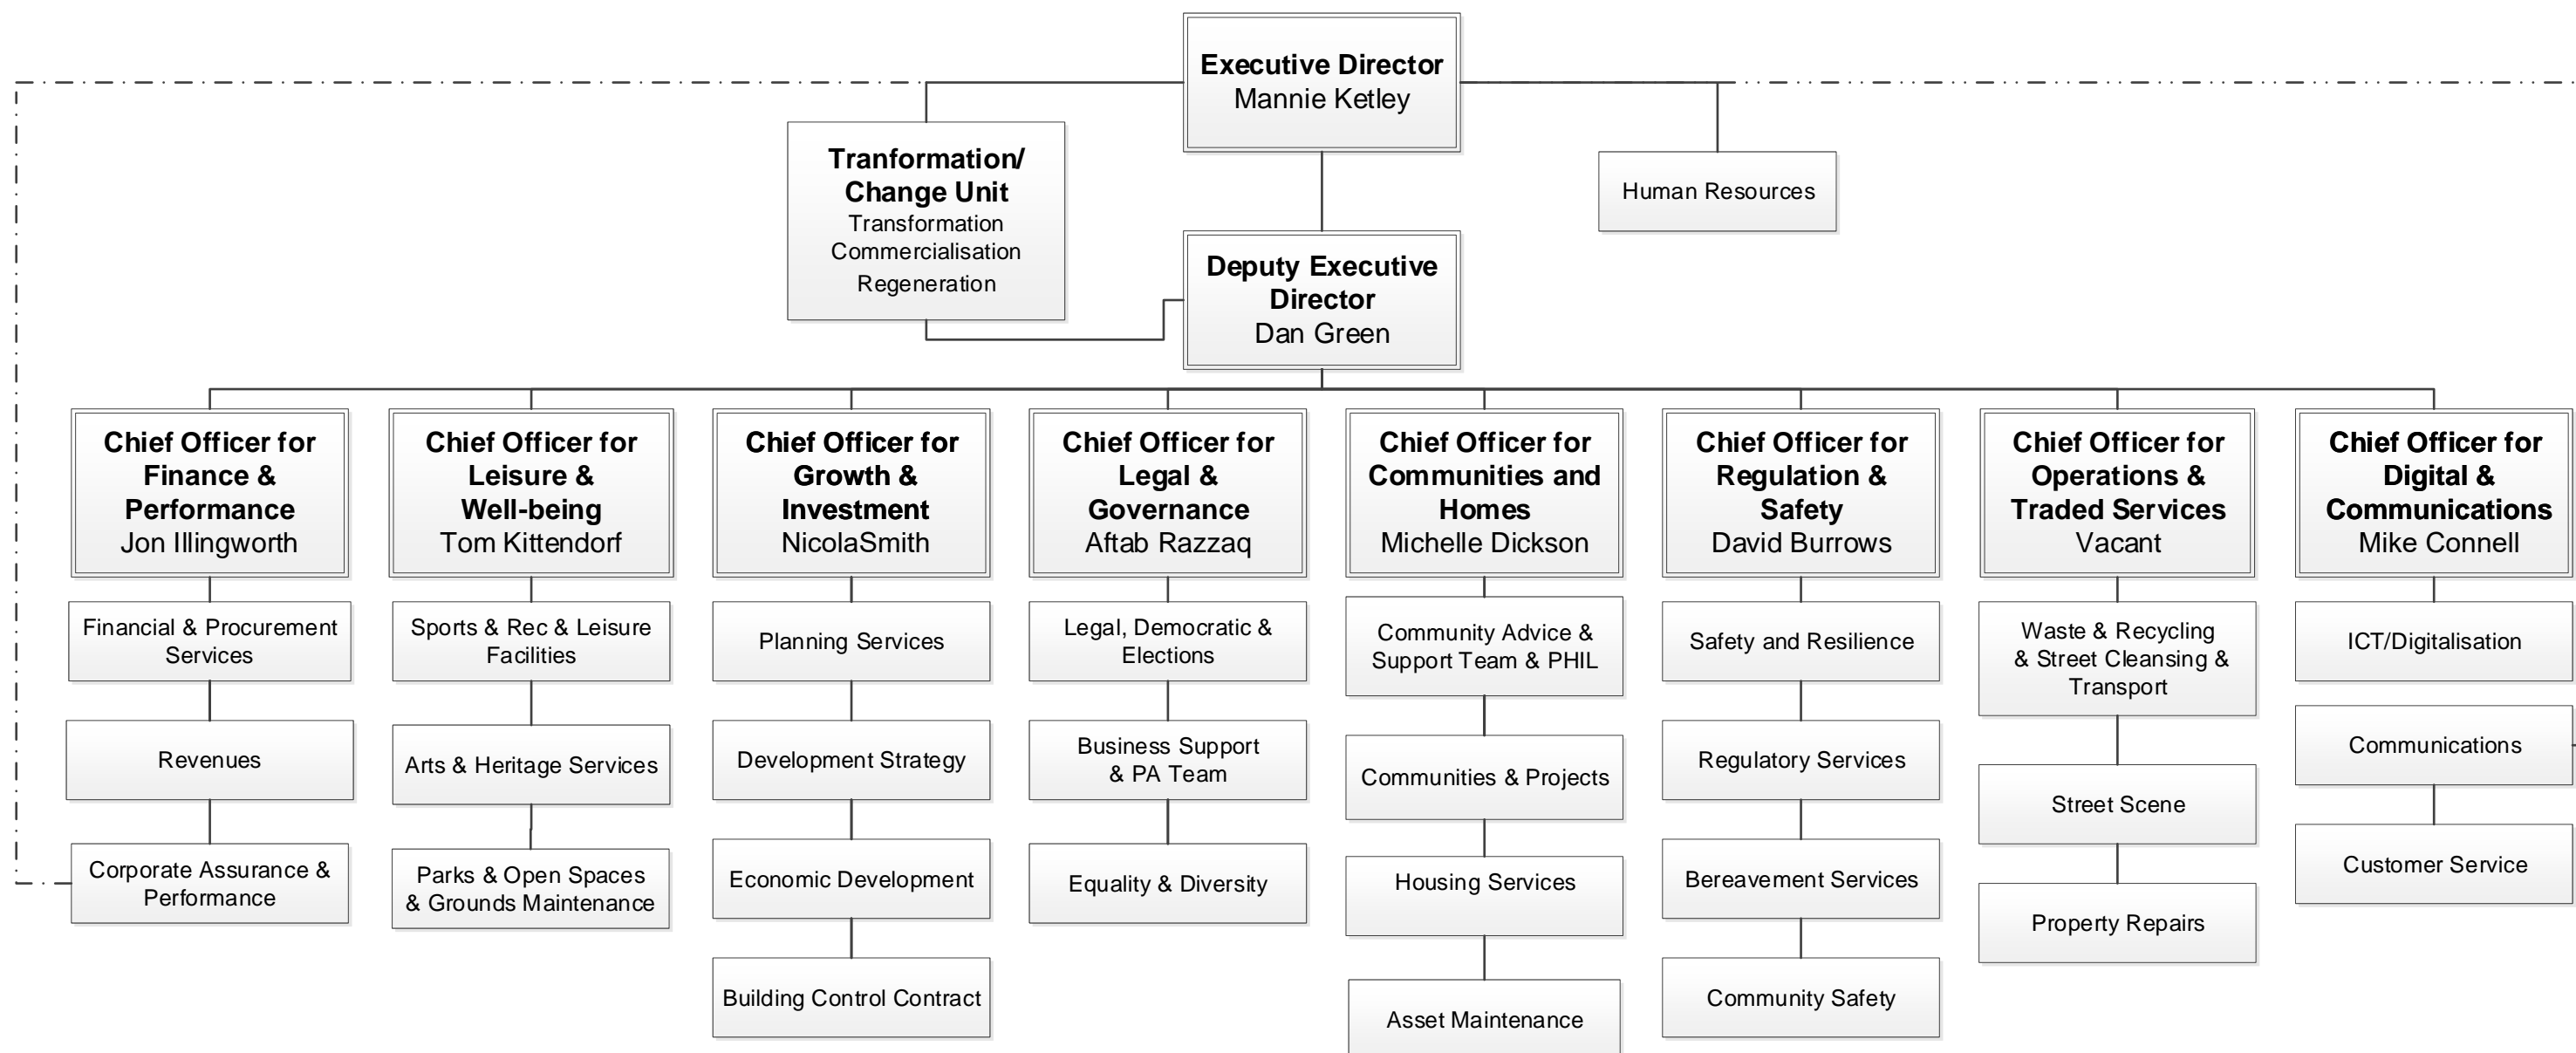 Executive Director
Mannie Ketley
Tranformation/
Change Unit
Transformation
Commercialisation
Regeneration
Human Resources
Deputy Executive
Director
Dan Green
Chief Officer for
Finance &
Performance
Jon Illingworth
Financial & Procurement
Services
Revenues
Corporate Assurance &
Performance
Chief Officer for
Leisure &
Well-being
Tom Kittendorf
Sports & Rec & Leisure
Facilities
Arts & Heritage Services
Parks & Open Spaces
& Grounds Maintenance
Chief Officer for
Growth &
Investment
NicolaSmith
Planning Services
Development Strategy
Economic Development
Building Control Contract
Chief Officer for
Legal &
Governance
Aftab Razzaq
Legal, Democratic &
Elections
Business Support
& PA Team
Equality & Diversity
Chief Officer for
Communities and
Homes
Michelle Dickson
Community Advice &
Support Team & PHIL
Communities & Projects
Housing Services
Asset Maintenance
Chief Officer for
Regulation &
Safety
David Burrows
Safety and Resilience
Regulatory Services
Bereavement Services
Community Safety
Chief Officer for
Operations &
Traded Services
Vacant
Waste & Recycling
& Street Cleansing &
Transport
Street Scene
Property Repairs
Chief Officer for
Digital &
Communications
Mike Connell
ICT/Digitalisation
Communications
Customer Service